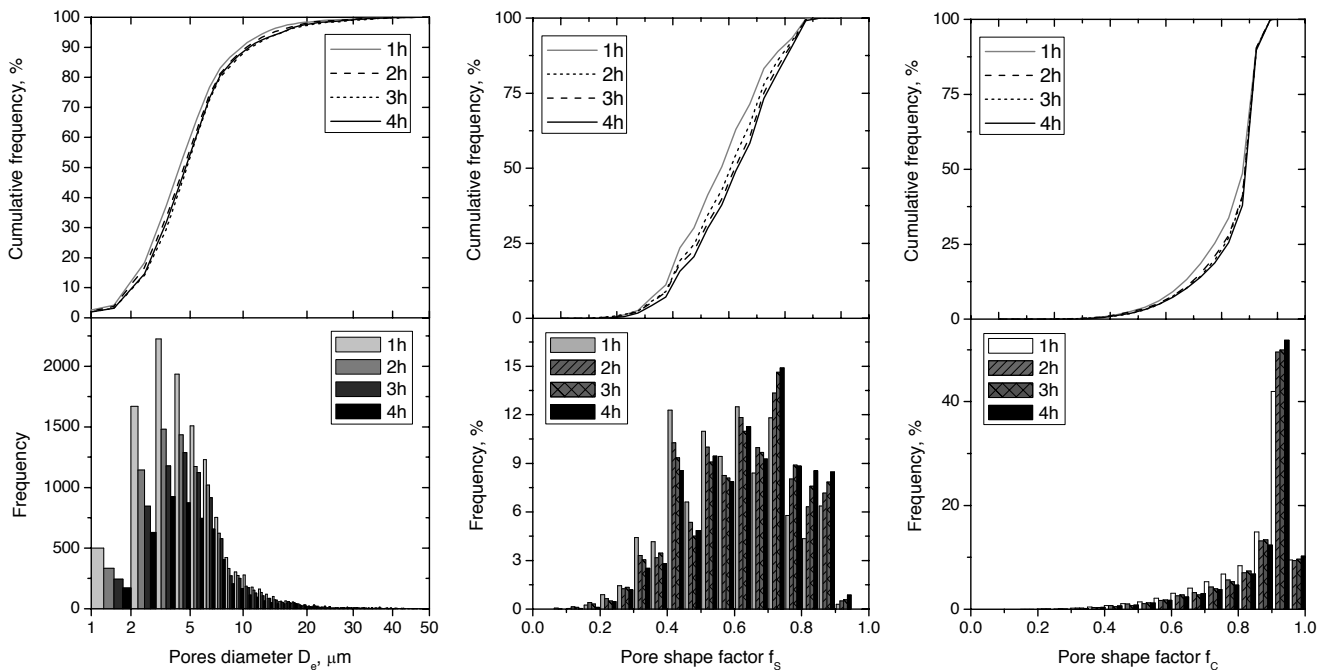 Cumulative frequency, %
100
90
80
70
60
50
40
30
20
10
0
1h
2h
3h
4h
Cumulative frequency, %
100
75
50
25
0
1h
2h
3h
4h
Cumulative frequency, %
100
75
50
25
0
1h
2h
3h
4h
Frequency
2000
1500
1000
500
0
1h
2h
3h
4h
1 2 5 10 20 30 40 50
Pores diameter De, μm
Frequency, %
15
12
9
6
3
0
1h
2h
3h
4h
0.0 0.2 0.4 0.6 0.8 1.0
Pore shape factor fS
Frequency, %
40
20
0
1h
2h
3h
4h
0.0 0.2 0.4 0.6 0.8 1.0
Pore shape factor fC